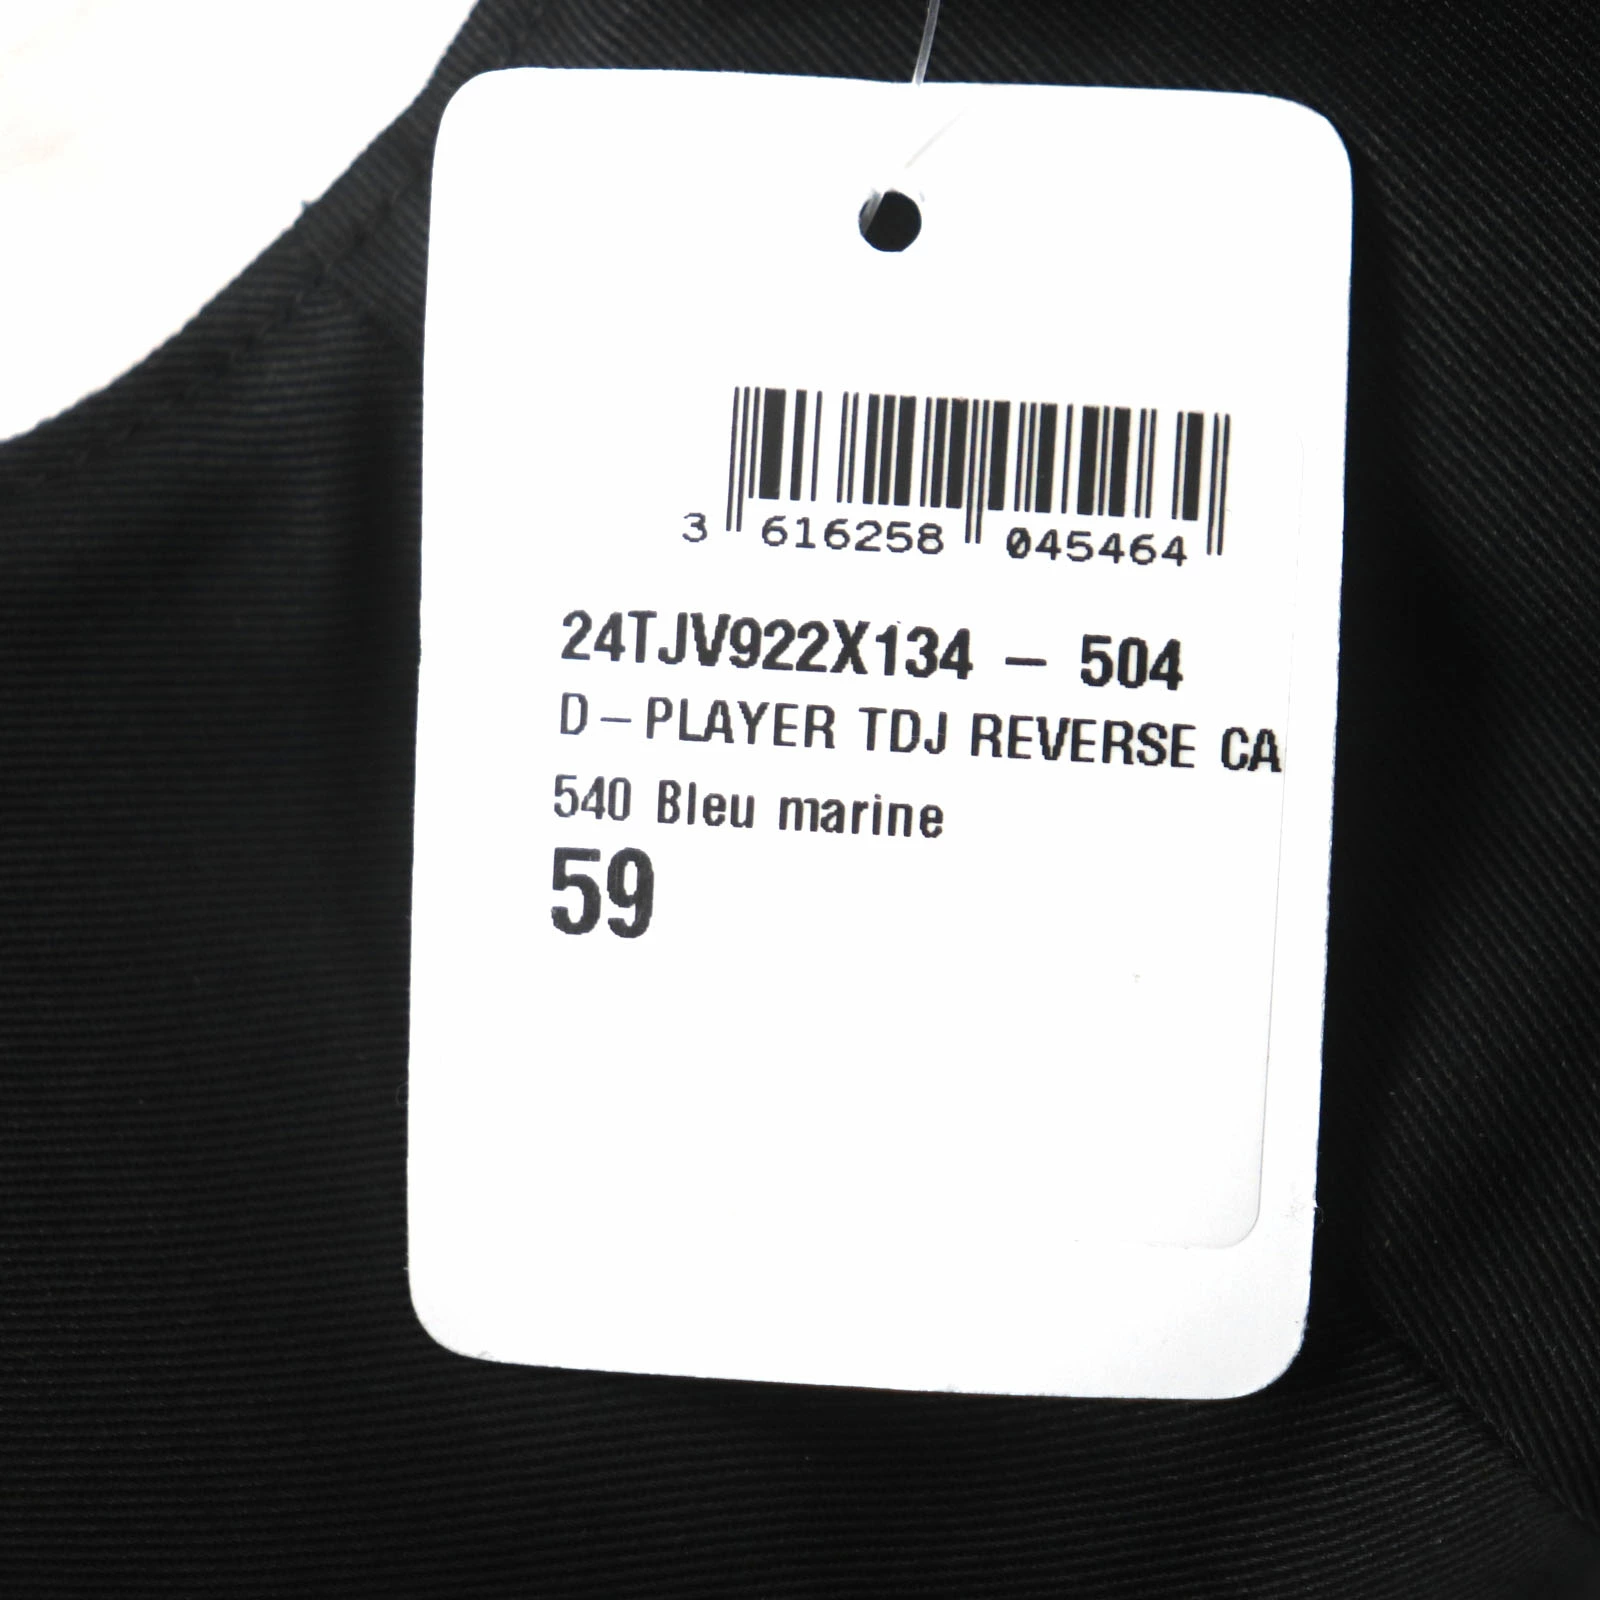 3 616258 045464
24TJV922X134 – 504
D–PLAYER TDJ REVERSE CA
540 Bleu marine
59